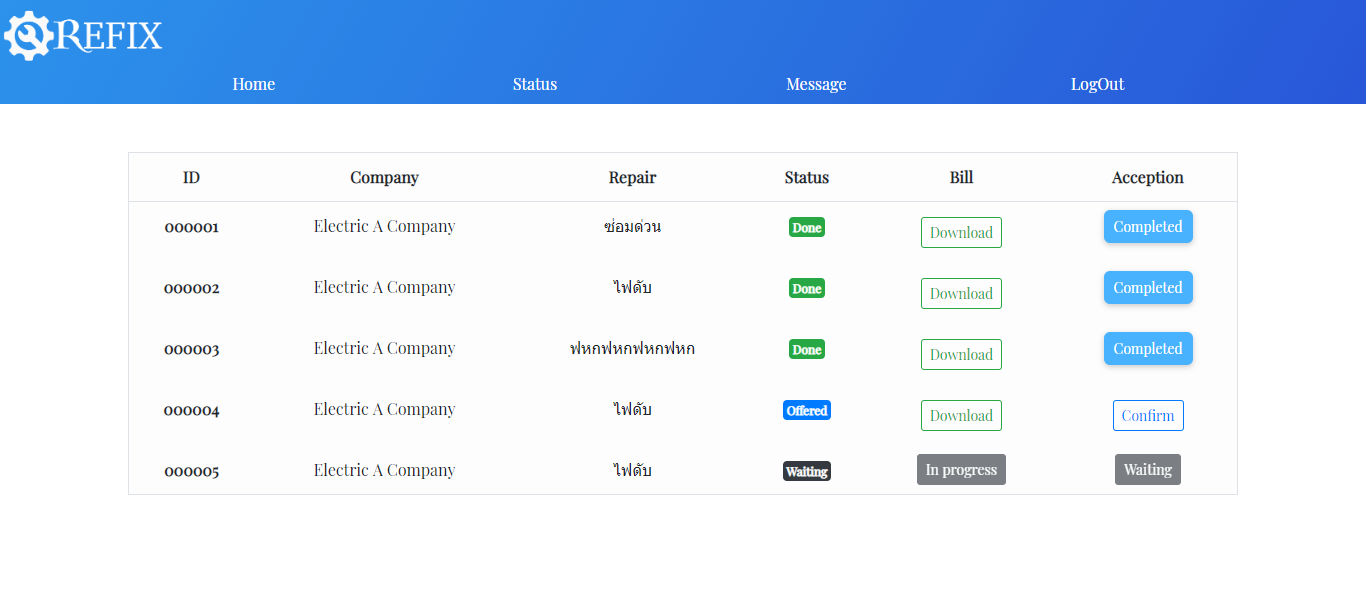 REFIX
Home Status Message LogOut
ID Company Repair Status Bill Acception
000001 Electric A Company ซ่อมด่วน Done Download Completed
000002 Electric A Company ไฟดับ Done Download Completed
000003 Electric A Company ฟหกฟหกฟหกฟหก Done Download Completed
000004 Electric A Company ไฟดับ Offered Download Confirm
000005 Electric A Company ไฟดับ Waiting In progress Waiting